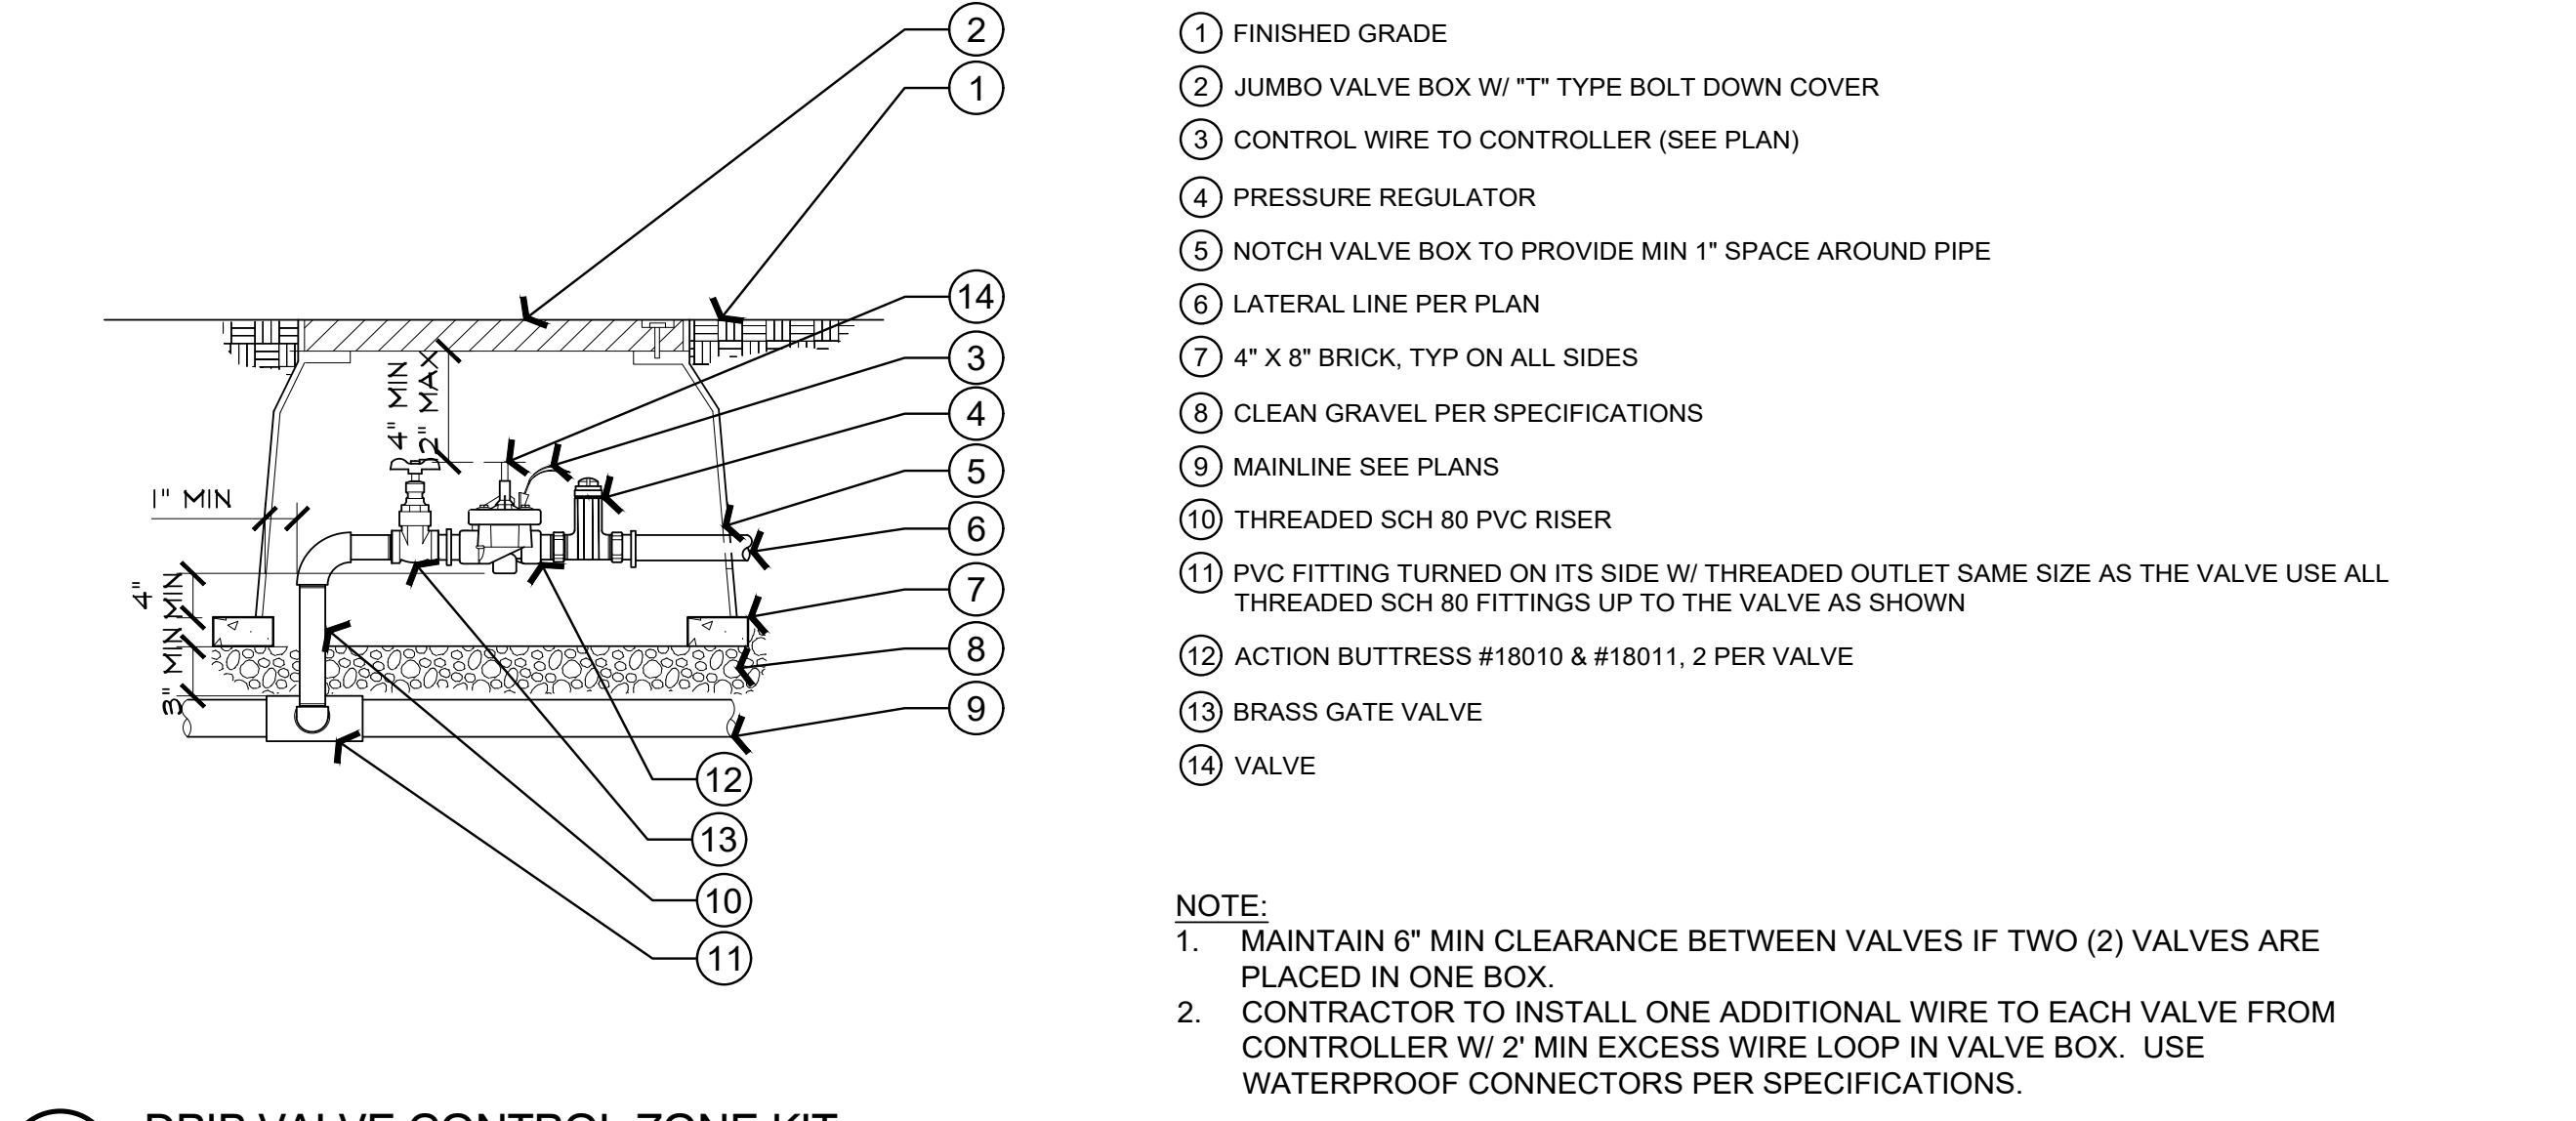 2
1
14
3
4
5
6
7
8
9
12
13
10
11
4" MIN
2" MAX
1" MIN
4"
MIN
3" MIN
1 FINISHED GRADE
2 JUMBO VALVE BOX W/ "T" TYPE BOLT DOWN COVER
3 CONTROL WIRE TO CONTROLLER (SEE PLAN)
4 PRESSURE REGULATOR
5 NOTCH VALVE BOX TO PROVIDE MIN 1" SPACE AROUND PIPE
6 LATERAL LINE PER PLAN
7 4" X 8" BRICK, TYP ON ALL SIDES
8 CLEAN GRAVEL PER SPECIFICATIONS
9 MAINLINE SEE PLANS
10 THREADED SCH 80 PVC RISER
11 PVC FITTING TURNED ON ITS SIDE W/ THREADED OUTLET SAME SIZE AS THE VALVE USE ALL
THREADED SCH 80 FITTINGS UP TO THE VALVE AS SHOWN
12 ACTION BUTTRESS #18010 & #18011, 2 PER VALVE
13 BRASS GATE VALVE
14 VALVE
NOTE:
1. MAINTAIN 6" MIN CLEARANCE BETWEEN VALVES IF TWO (2) VALVES ARE
PLACED IN ONE BOX.
2. CONTRACTOR TO INSTALL ONE ADDITIONAL WIRE TO EACH VALVE FROM
CONTROLLER W/ 2' MIN EXCESS WIRE LOOP IN VALVE BOX. USE
WATERPROOF CONNECTORS PER SPECIFICATIONS.
DRIP VALVE CONTROL ZONE KIT